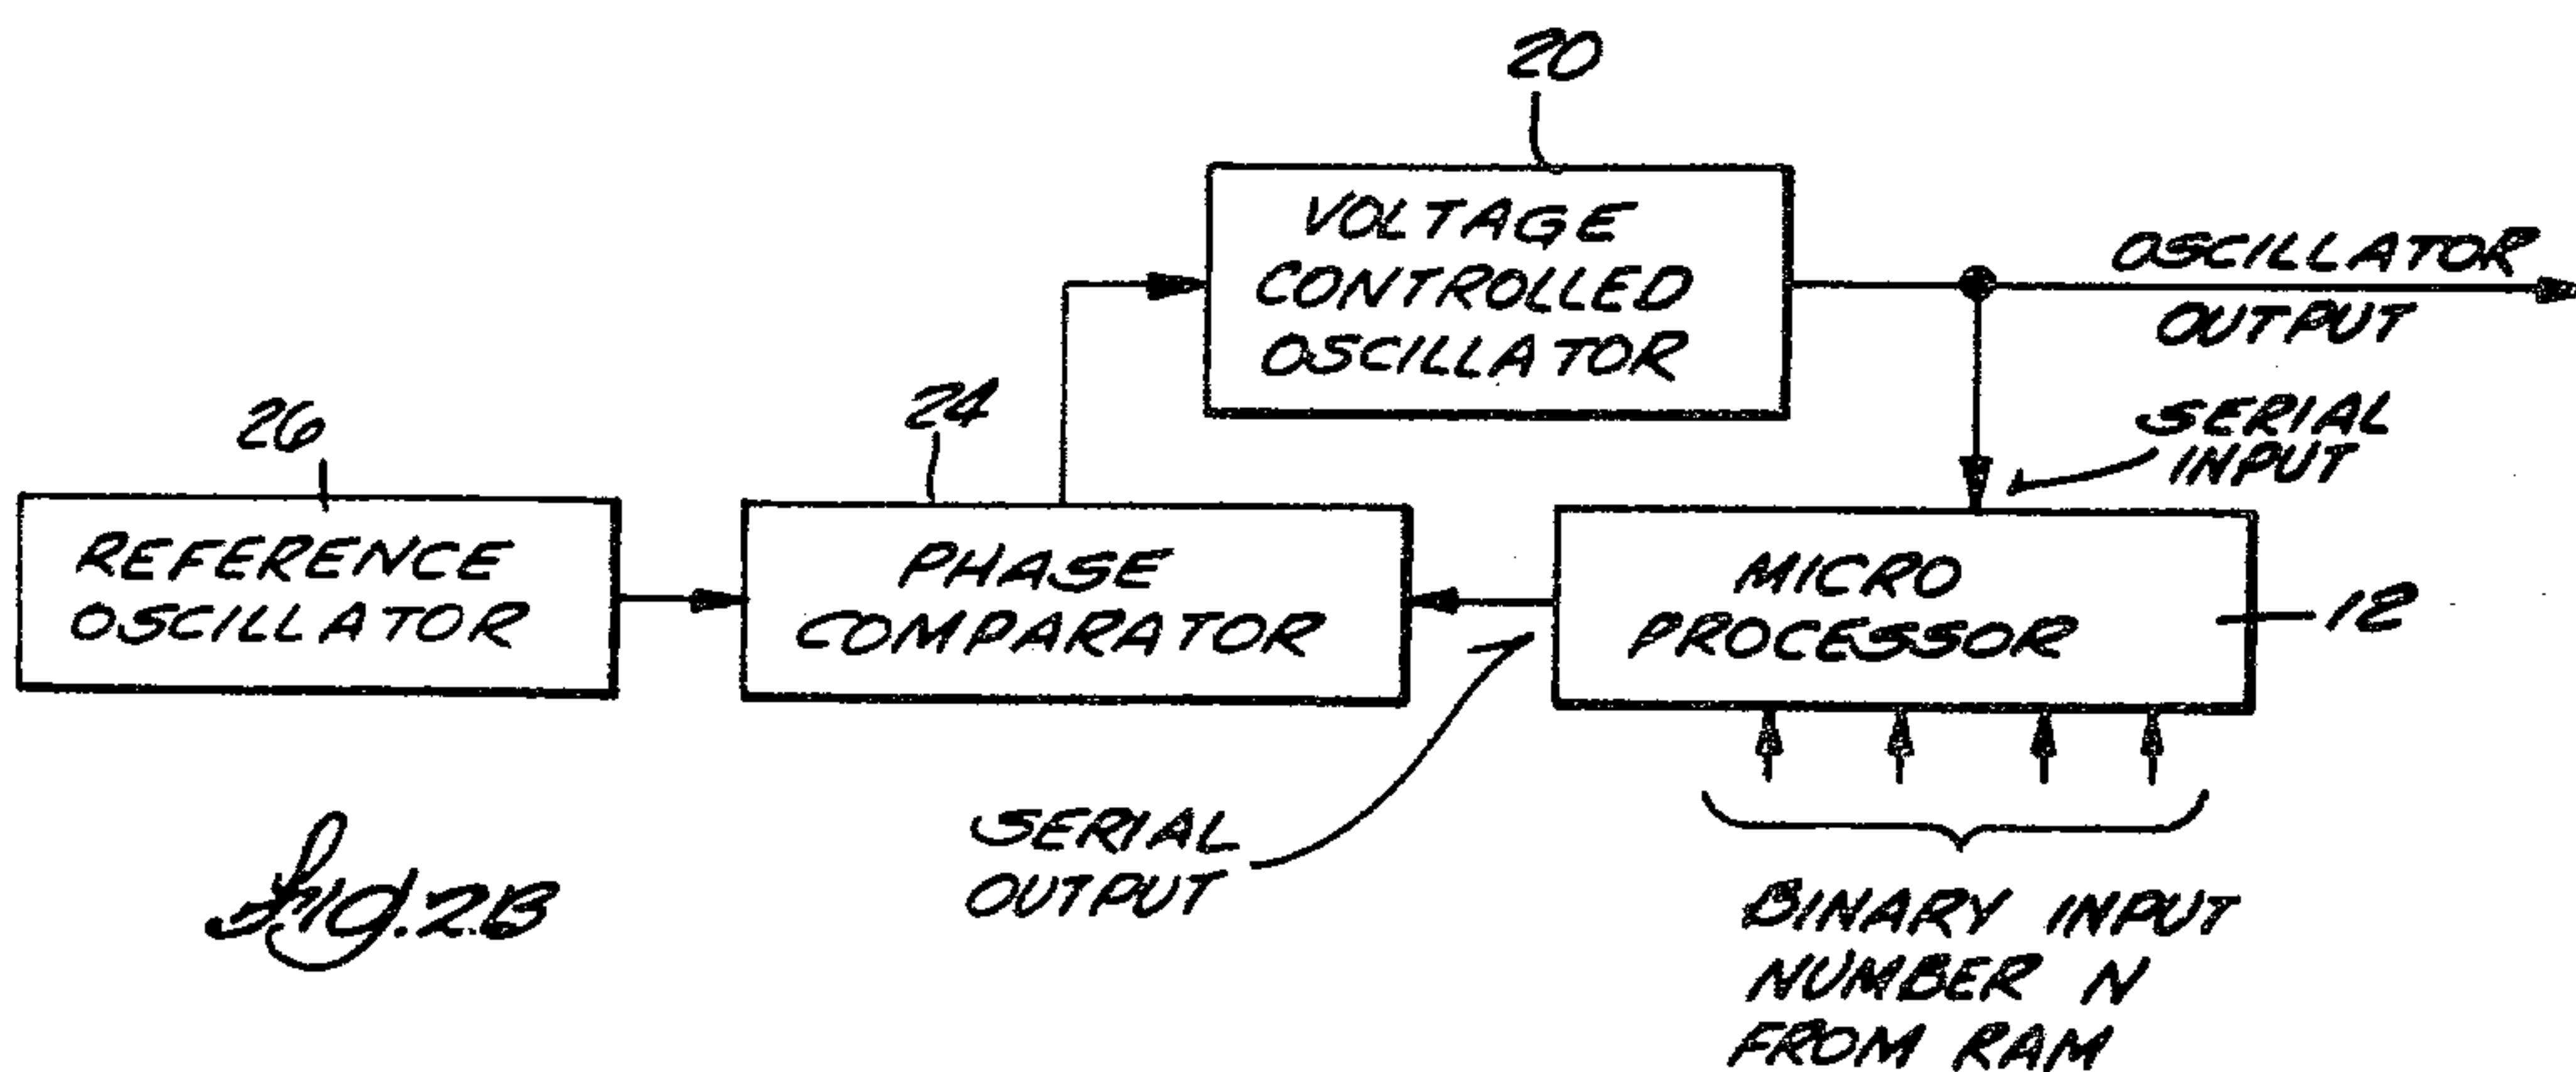 20
VOLTAGE
CONTROLLED
OSCILLATOR
OSCILLATOR
OUTPUT
SERIAL
INPUT
26
REFERENCE
OSCILLATOR
24
PHASE
COMPARATOR
MICRO
PROCESSOR
12
SERIAL
OUTPUT
BINARY INPUT
NUMBER N
FROM RAM
Fig. 2B